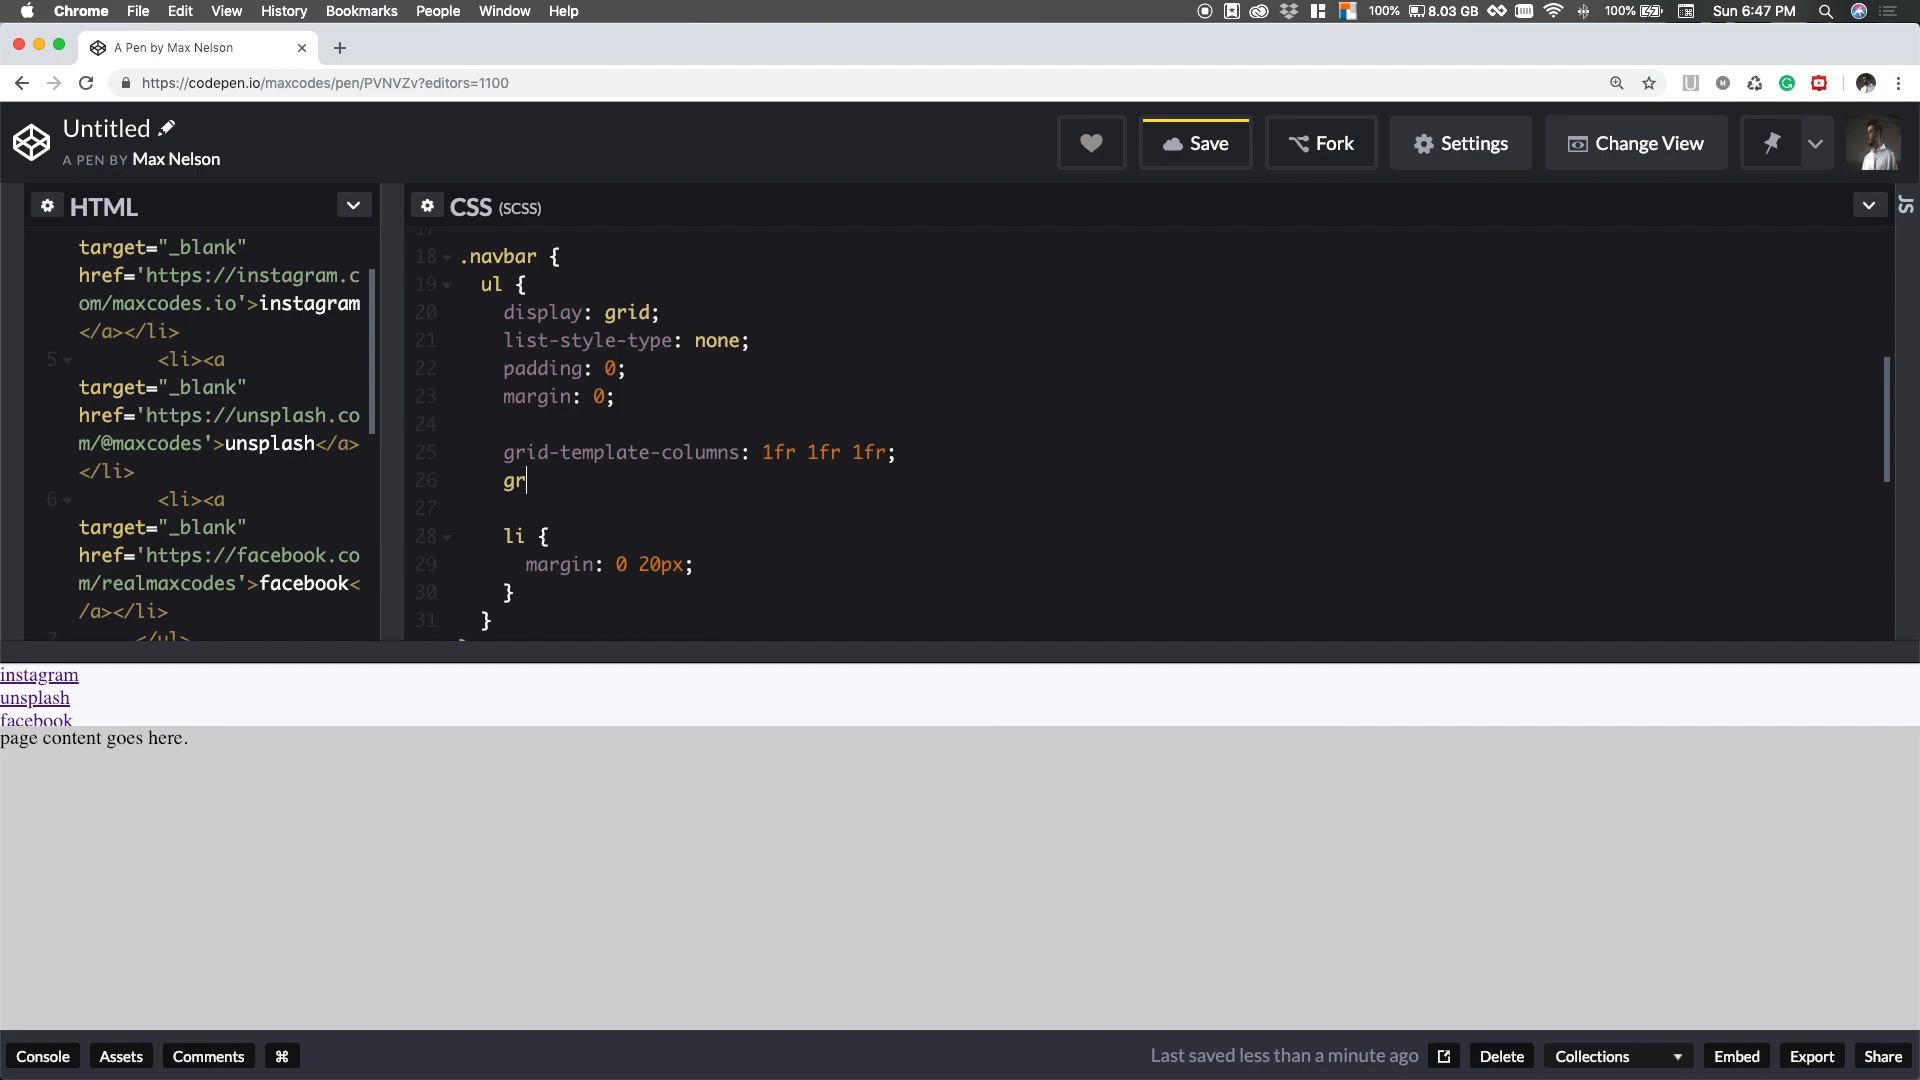 Chrome File Edit View History Bookmarks People Window Help 100% 8.03 GB 100% Sun 6:47 PM
A Pen by Max Nelson
https://codepen.io/maxcodes/pen/PVNVZv?editors=1100
Untitled
A PEN BY Max Nelson
Save Fork Settings Change View
HTML
target="_blank"
href='https://instagram.c
om/maxcodes.io'>instagram
</a></li>
5 <li><a
target="_blank"
href='https://unsplash.co
m/@maxcodes'>unsplash</a>
</li>
6 <li><a
target="_blank"
href='https://facebook.co
m/realmaxcodes'>facebook<
/a></li>
7 </ul>
CSS (SCSS)
17
18 .navbar {
19 ul {
20 display: grid;
21 list-style-type: none;
22 padding: 0;
23 margin: 0;
24
25 grid-template-columns: 1fr 1fr 1fr;
26 gr
27
28 li {
29 margin: 0 20px;
30 }
31 }
JS
instagram
unsplash
facebook
page content goes here.
Console Assets Comments ⌘ Last saved less than a minute ago Delete Collections Embed Export Share